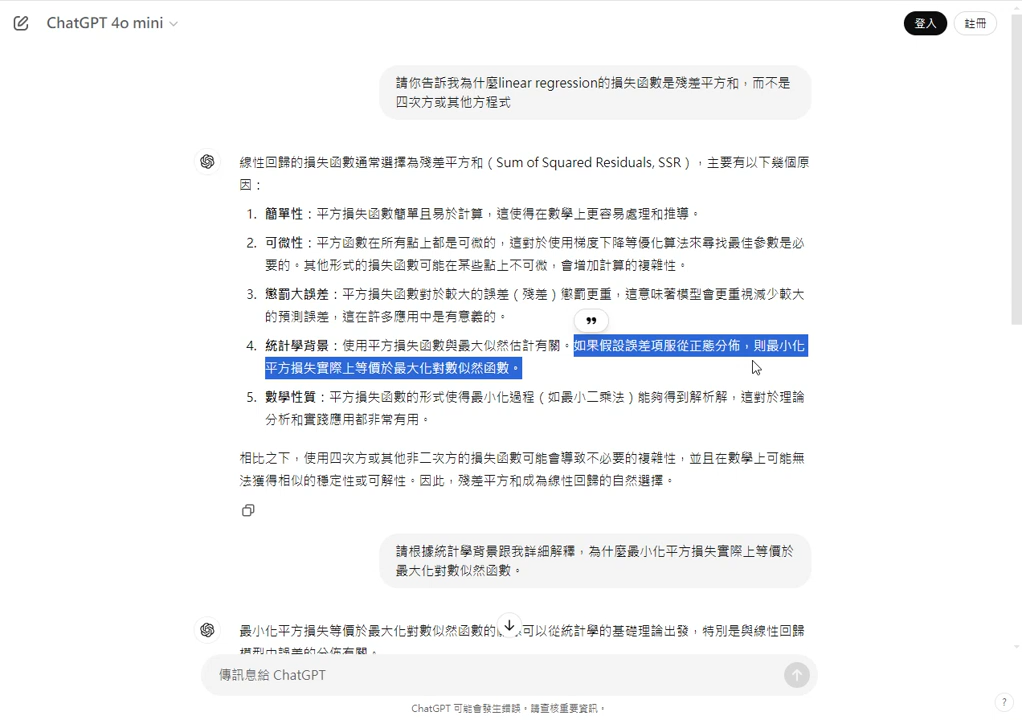 ChatGPT 4o mini
登入
註冊
請你告訴我為什麼linear regression的損失函數是殘差平方和，而不是
四次方或其他方程式
線性回歸的損失函數通常選擇為殘差平方和（Sum of Squared Residuals, SSR），主要有以下幾個原
因：
1. 簡單性：平方損失函數簡單且易於計算，這使得在數學上更容易處理和推導。
2. 可微性：平方函數在所有點上都是可微的，這對於使用梯度下降等優化算法來尋找最佳參數是必
要的。其他形式的損失函數可能在某些點上不可微，會增加計算的複雜性。
3. 懲罰大誤差：平方損失函數對於較大的誤差（殘差）懲罰更重，這意味著模型會更重視減少較大
的預測誤差，這在許多應用中是有意義的。
4. 統計學背景：使用平方損失函數與最大似然估計有關。如果假設誤差項服從正態分佈，則最小化
平方損失實際上等價於最大化對數似然函數。
5. 數學性質：平方損失函數的形式使得最小化過程（如最小二乘法）能夠得到解析解，這對於理論
分析和實踐應用都非常有用。
相比之下，使用四次方或其他非二次方的損失函數可能會導致不必要的複雜性，並且在數學上可能無
法獲得相似的穩定性或可解性。因此，殘差平方和成為線性回歸的自然選擇。
請根據統計學背景跟我詳細解釋，為什麼最小化平方損失實際上等價於
最大化對數似然函數。
最小化平方損失等價於最大化對數似然函數的 可以從統計學的基礎理論出發，特別是與線性回歸
模型中誤差的分佈有關。
傳訊息給 ChatGPT
ChatGPT 可能會發生錯誤。請查核重要資訊。
?